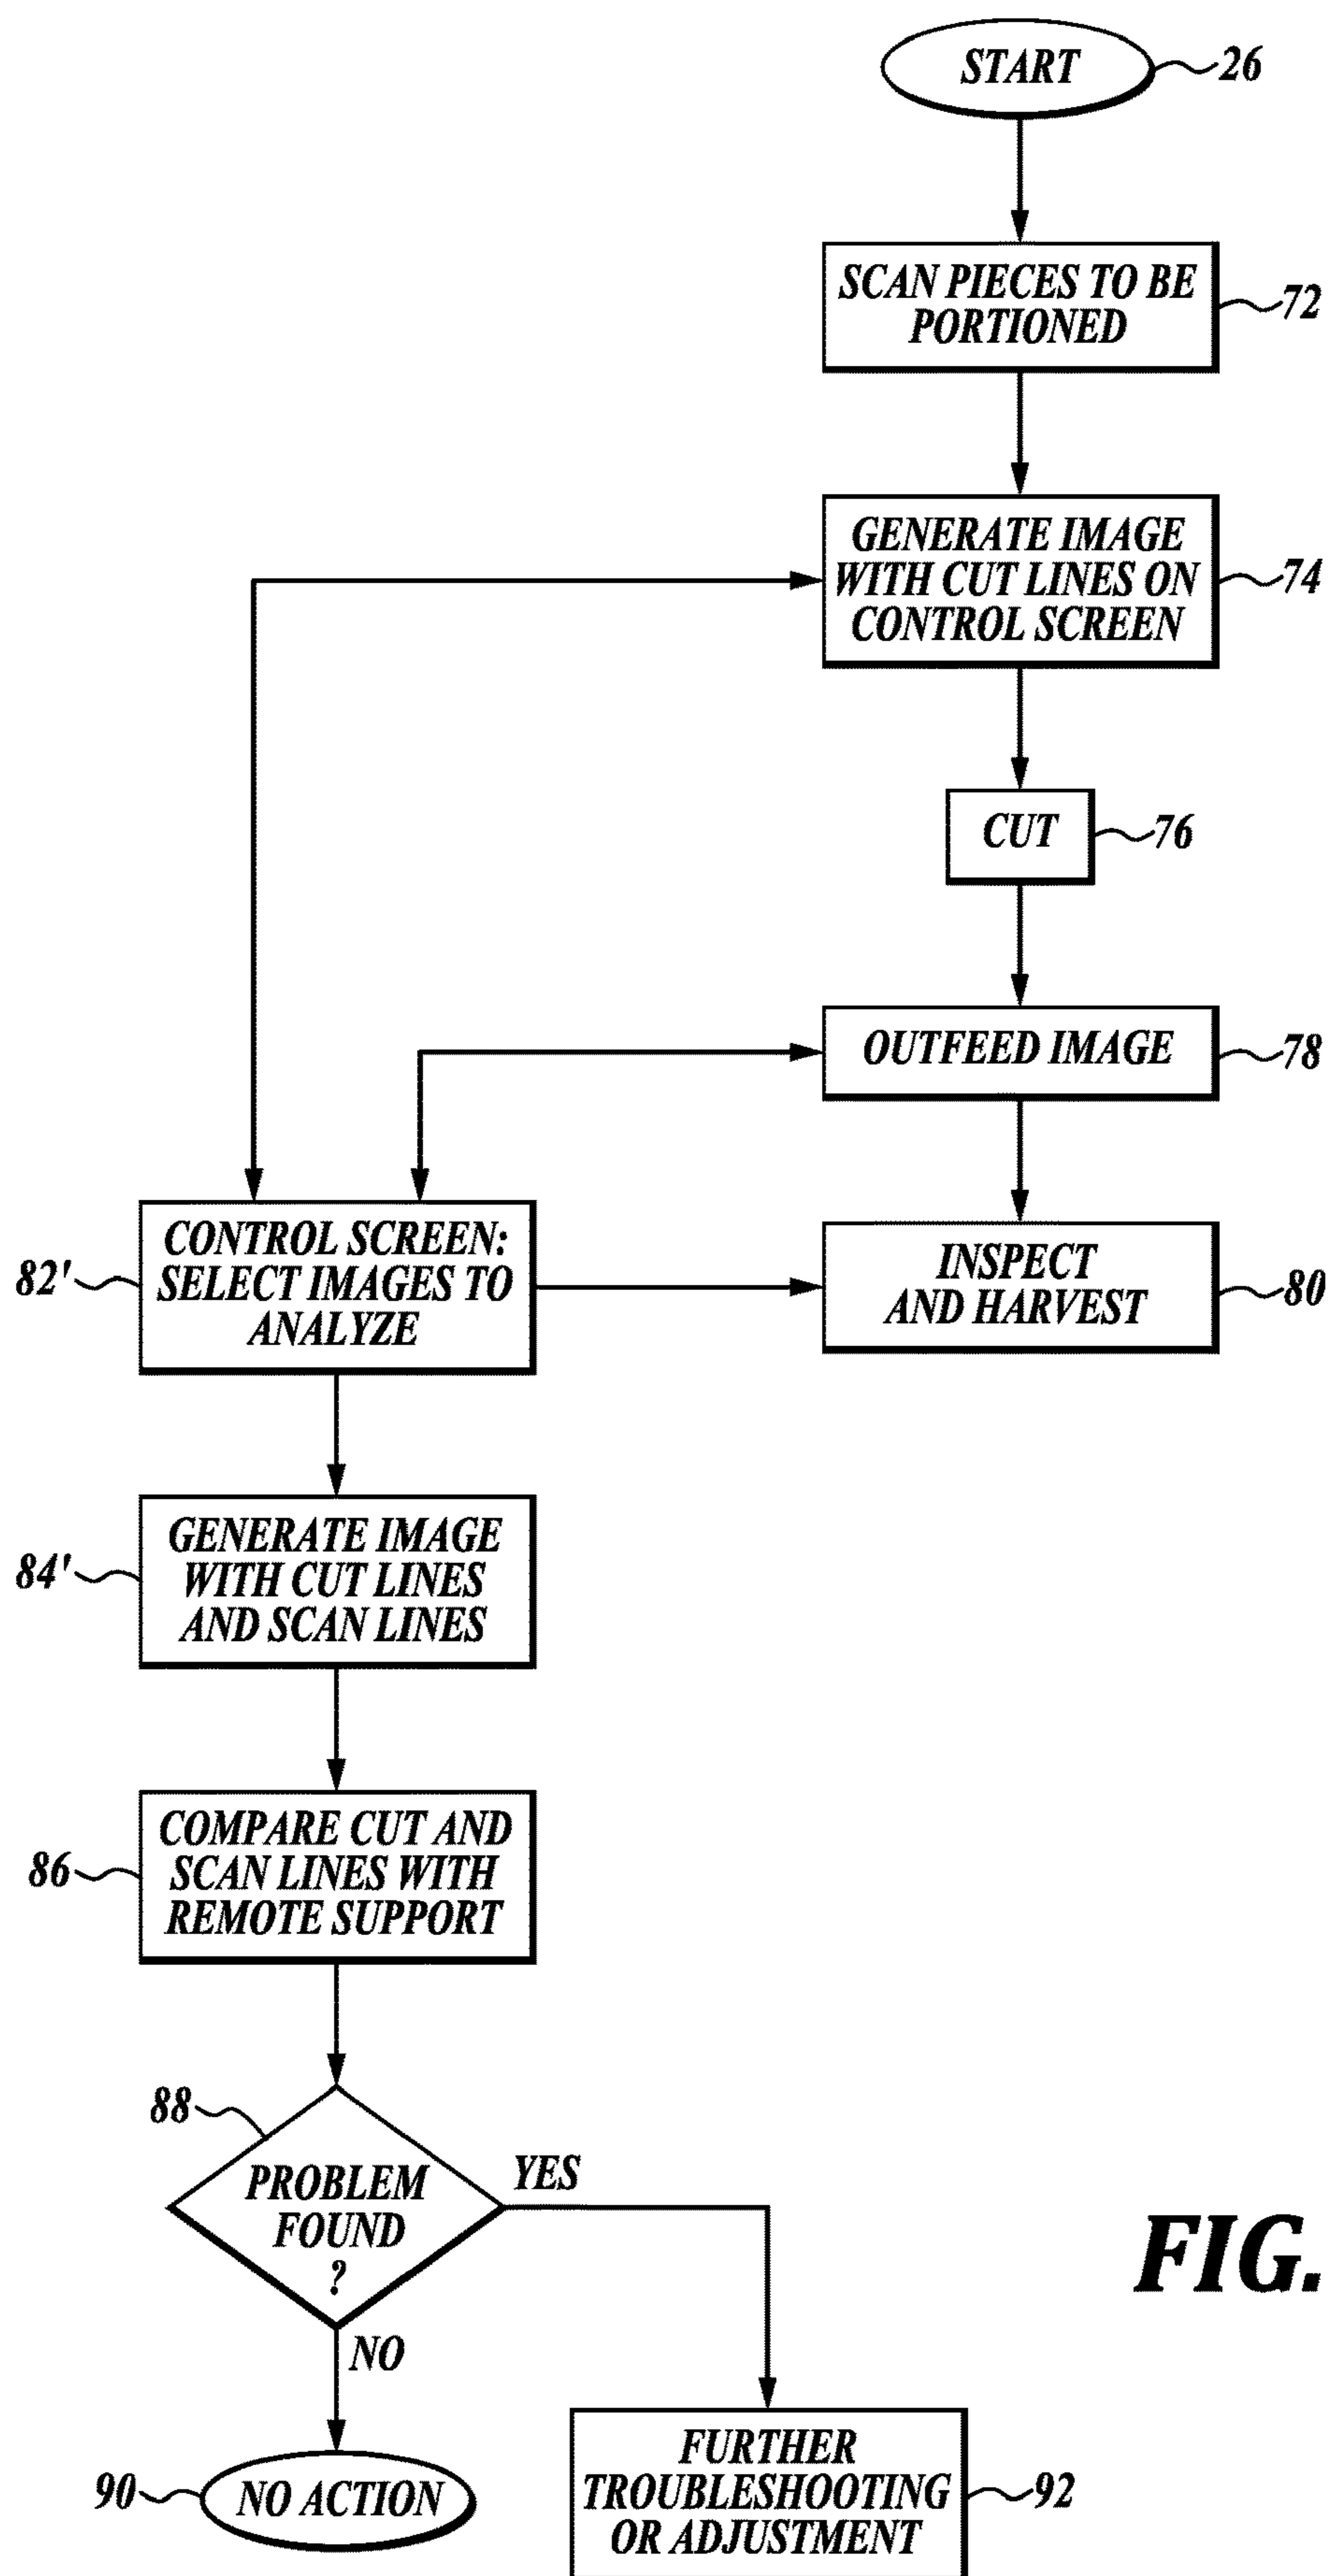 START
26
SCAN PIECES TO BE
PORTIONED
72
GENERATE IMAGE
WITH CUT LINES ON
CONTROL SCREEN
74
CUT
76
OUTFEED IMAGE
78
CONTROL SCREEN:
SELECT IMAGES TO
ANALYZE
82'
INSPECT
AND HARVEST
80
GENERATE IMAGE
WITH CUT LINES
AND SCAN LINES
84'
COMPARE CUT AND
SCAN LINES WITH
REMOTE SUPPORT
86
88
PROBLEM
FOUND
?
YES
NO
FIG.
90
NO ACTION
FURTHER
TROUBLESHOOTING
OR ADJUSTMENT
92